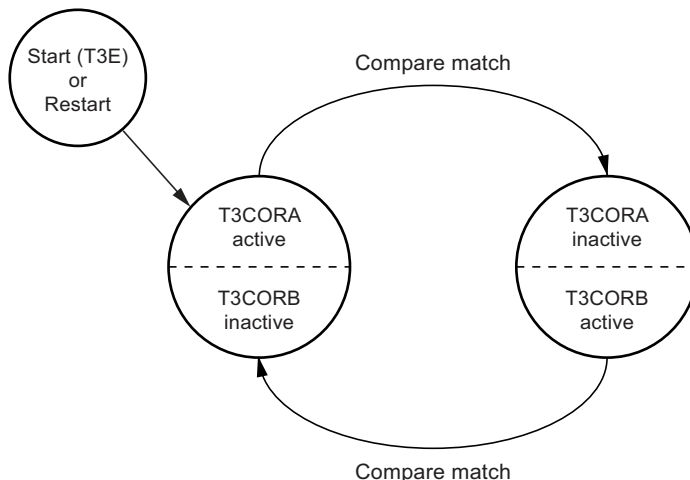 Start (T3E)
or
Restart
Compare match
T3CORA
active
T3CORB
inactive
T3CORA
inactive
T3CORB
active
Compare match